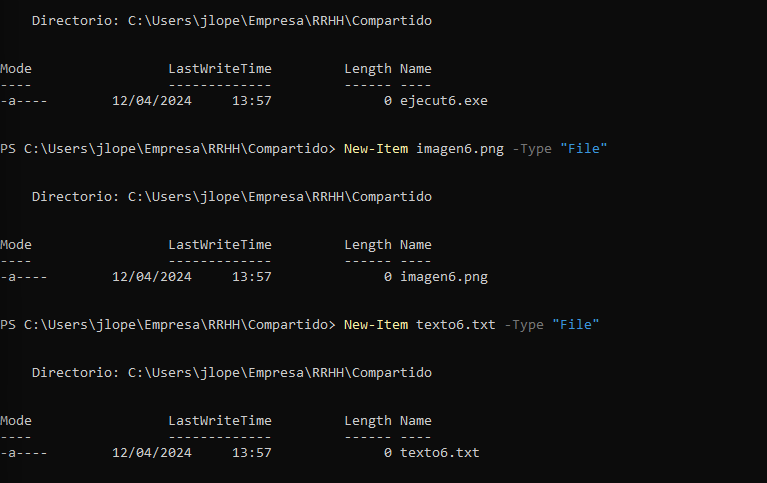 Directorio: C:\Users\jlope\Empresa\RRHH\Compartido
Mode                 LastWriteTime         Length Name
----                 -------------         ------ ----
-a----        12/04/2024     13:57              0 ejecut6.exe
PS C:\Users\jlope\Empresa\RRHH\Compartido> New-Item imagen6.png -Type "File"
Directorio: C:\Users\jlope\Empresa\RRHH\Compartido
Mode                 LastWriteTime         Length Name
----                 -------------         ------ ----
-a----        12/04/2024     13:57              0 imagen6.png
PS C:\Users\jlope\Empresa\RRHH\Compartido> New-Item texto6.txt -Type "File"
Directorio: C:\Users\jlope\Empresa\RRHH\Compartido
Mode                 LastWriteTime         Length Name
----                 -------------         ------ ----
-a----        12/04/2024     13:57              0 texto6.txt